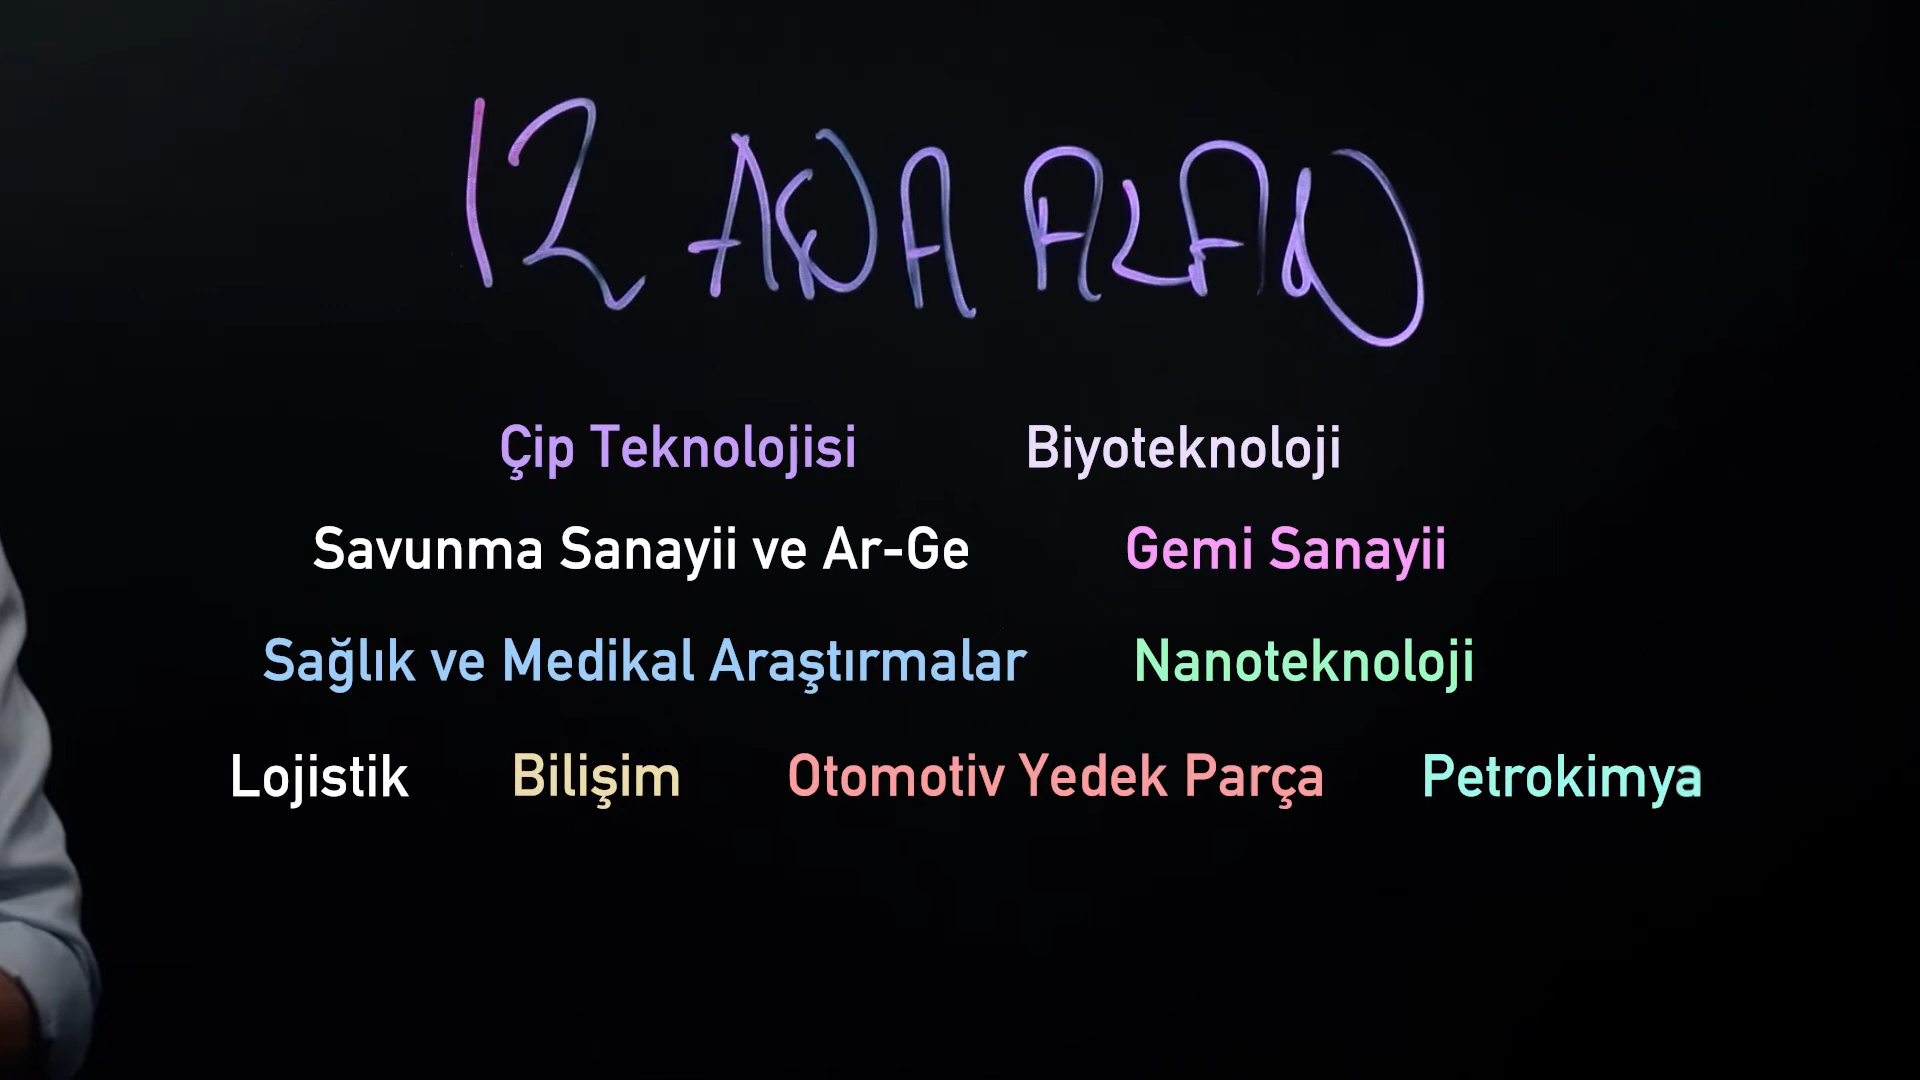 12 ANA ALAN
Çip Teknolojisi Biyoteknoloji
Savunma Sanayii ve Ar-Ge Gemi Sanayii
Sağlık ve Medikal Araştırmalar Nanoteknoloji
Lojistik Bilişim Otomotiv Yedek Parça Petrokimya